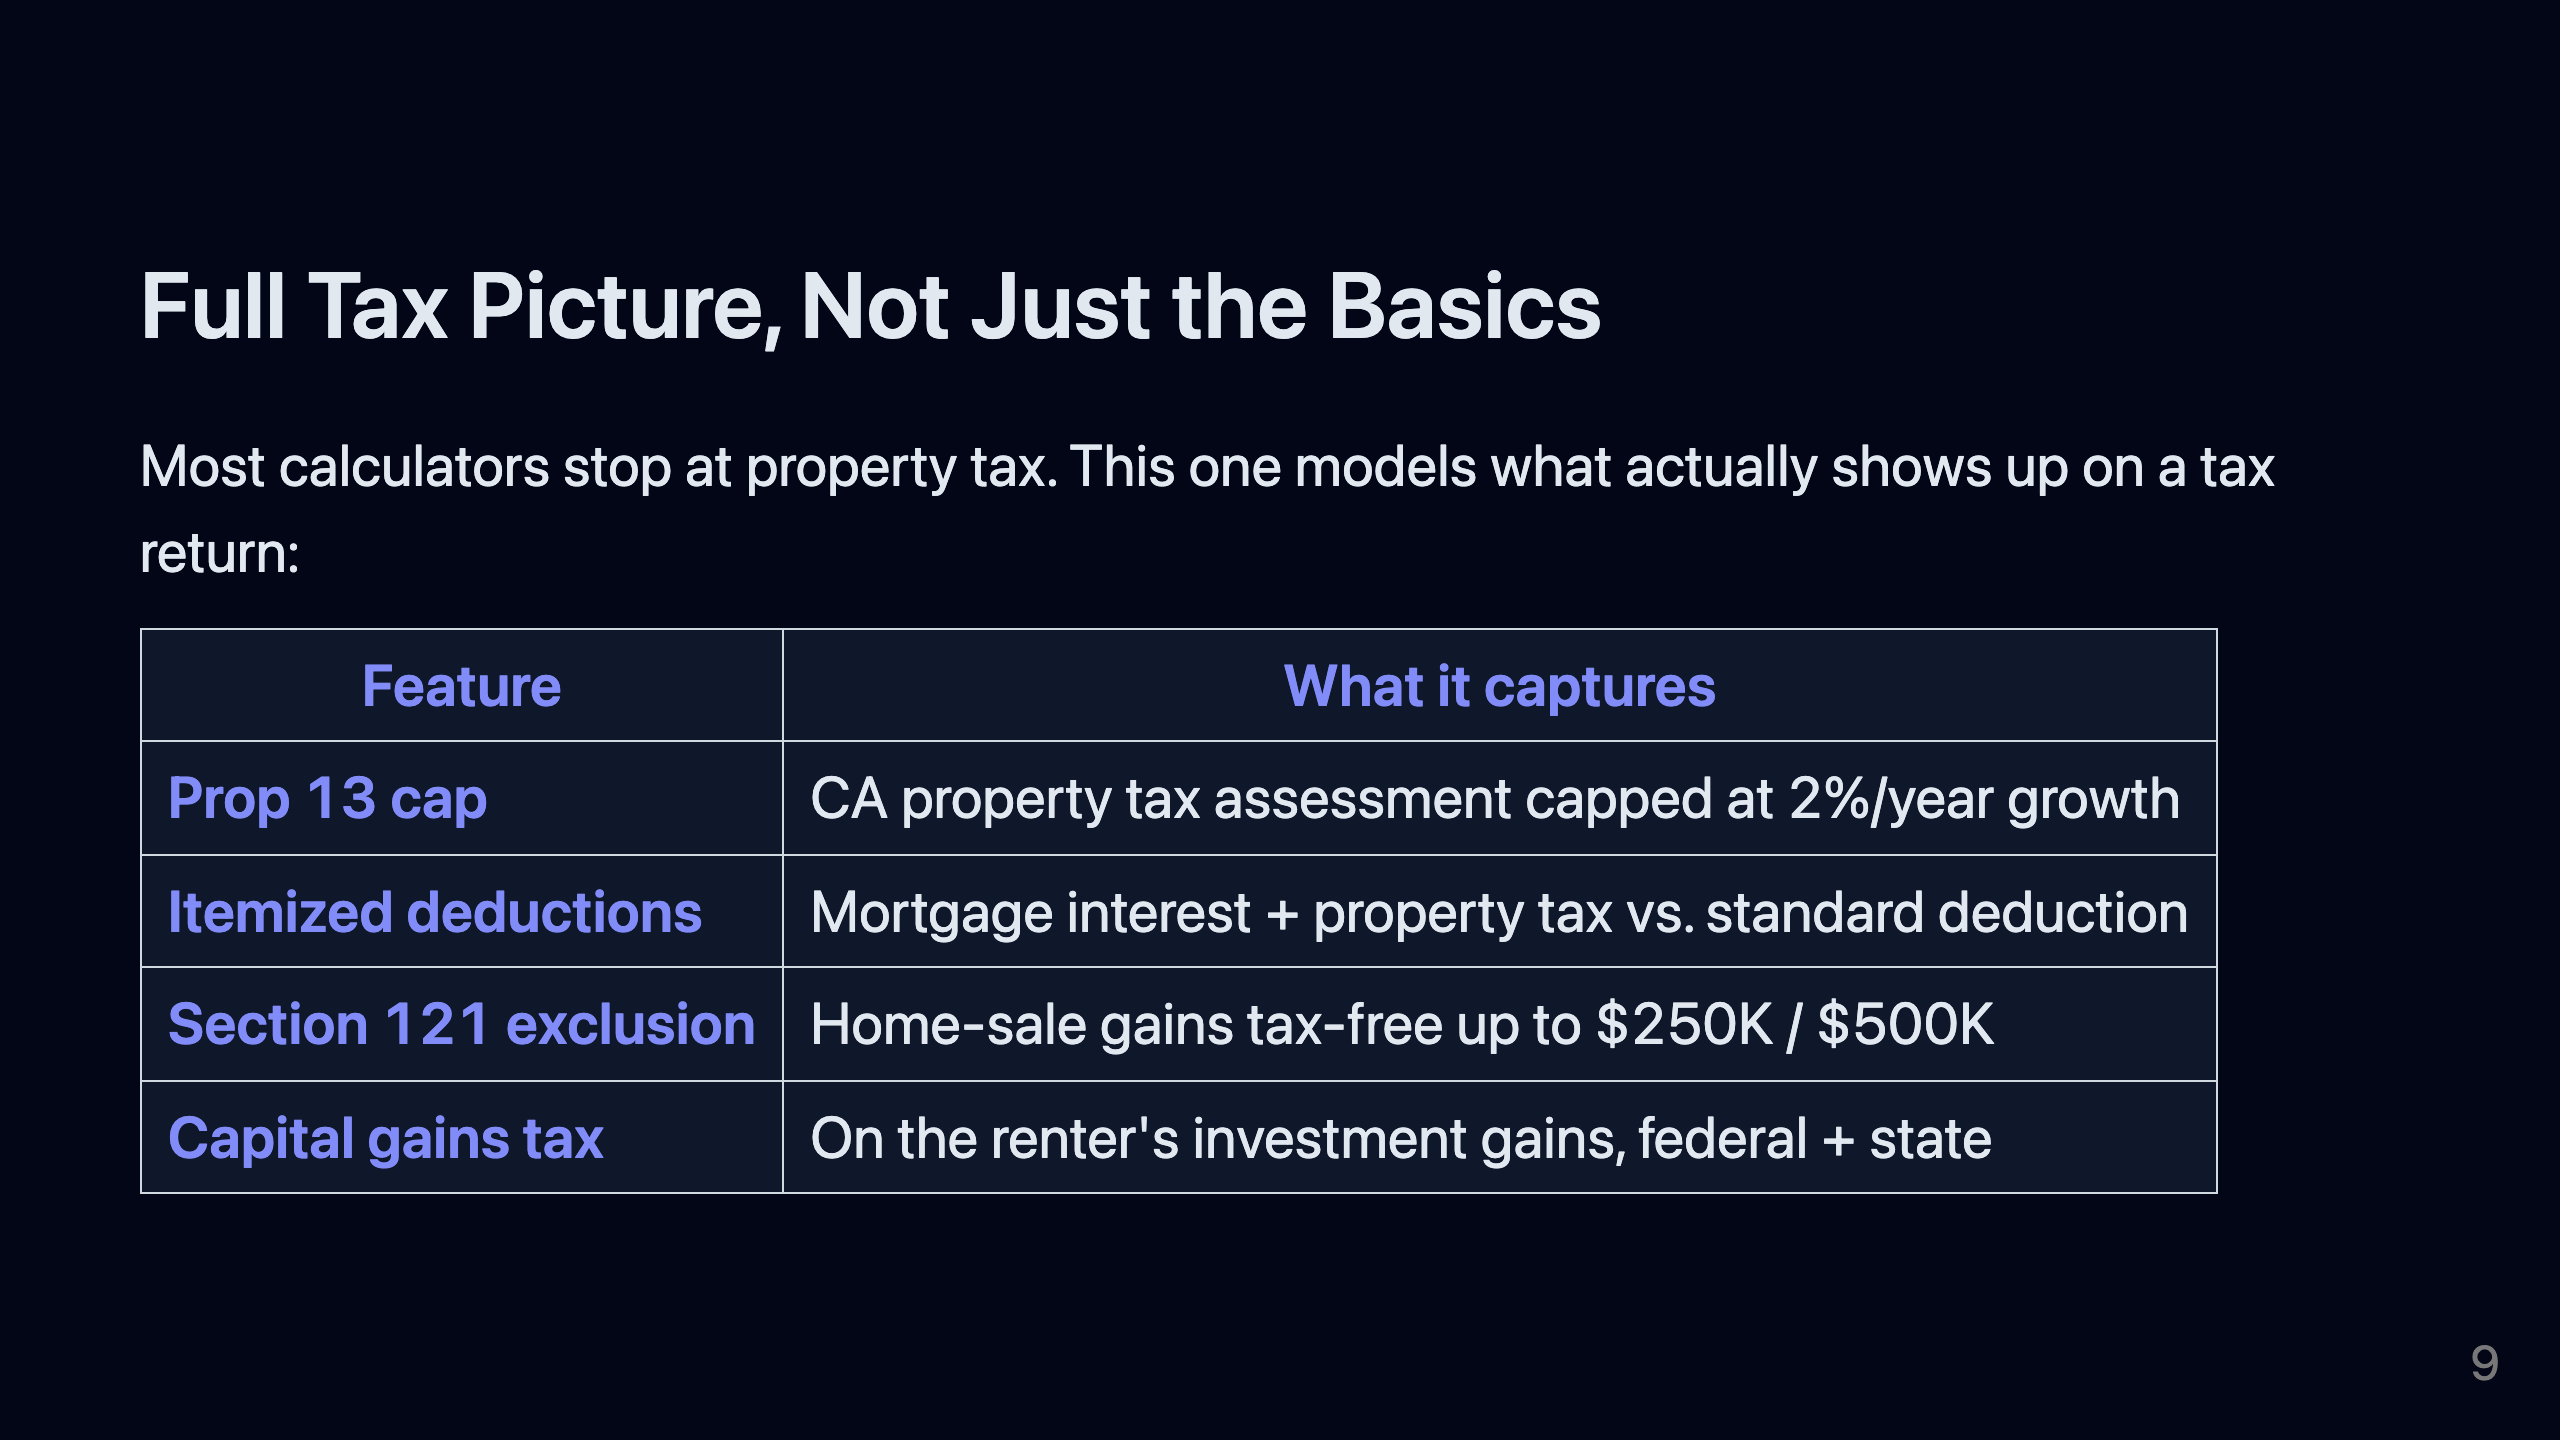 Full Tax Picture, Not Just the Basics
Most calculators stop at property tax. This one models what actually shows up on a tax
return:
Feature What it captures
Prop 13 cap CA property tax assessment capped at 2%/year growth
Itemized deductions Mortgage interest + property tax vs. standard deduction
Section 121 exclusion Home-sale gains tax-free up to $250K / $500K
Capital gains tax On the renter's investment gains, federal + state
9